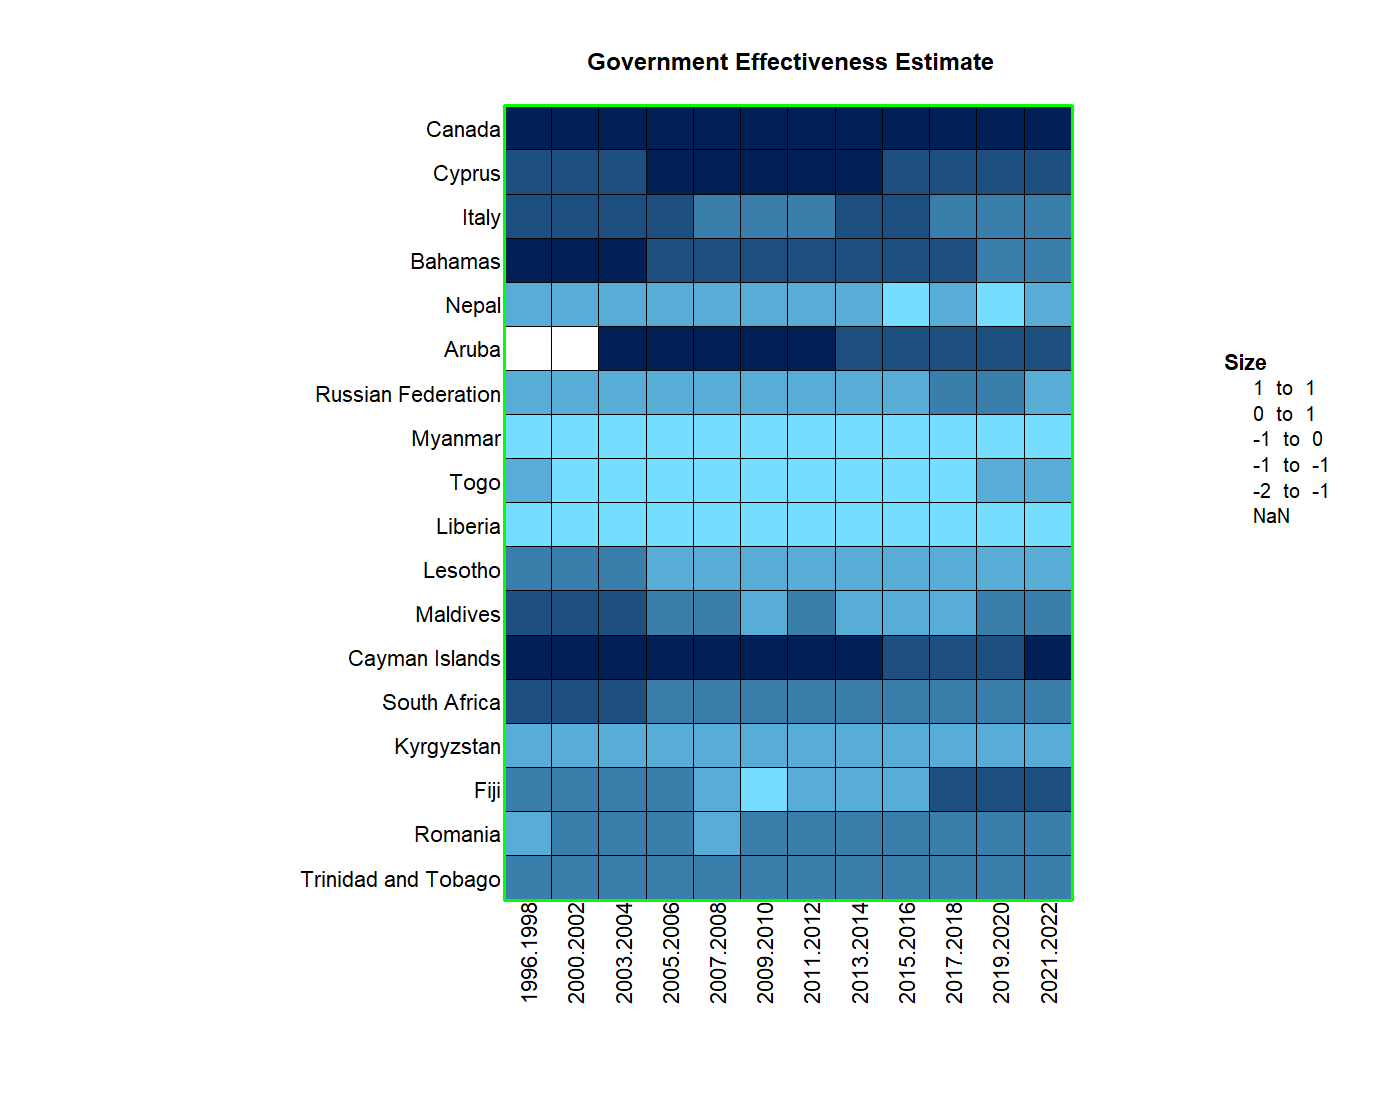 Government Effectiveness Estimate
Canada
Cyprus
Italy
Bahamas
Nepal
Aruba
Russian Federation
Myanmar
Togo
Liberia
Lesotho
Maldives
Cayman Islands
South Africa
Kyrgyzstan
Fiji
Romania
Trinidad and Tobago
1996.1998
2000.2002
2003.2004
2005.2006
2007.2008
2009.2010
2011.2012
2013.2014
2015.2016
2017.2018
2019.2020
2021.2022
Size
1 to 1
0 to 1
-1 to 0
-1 to -1
-2 to -1
NaN